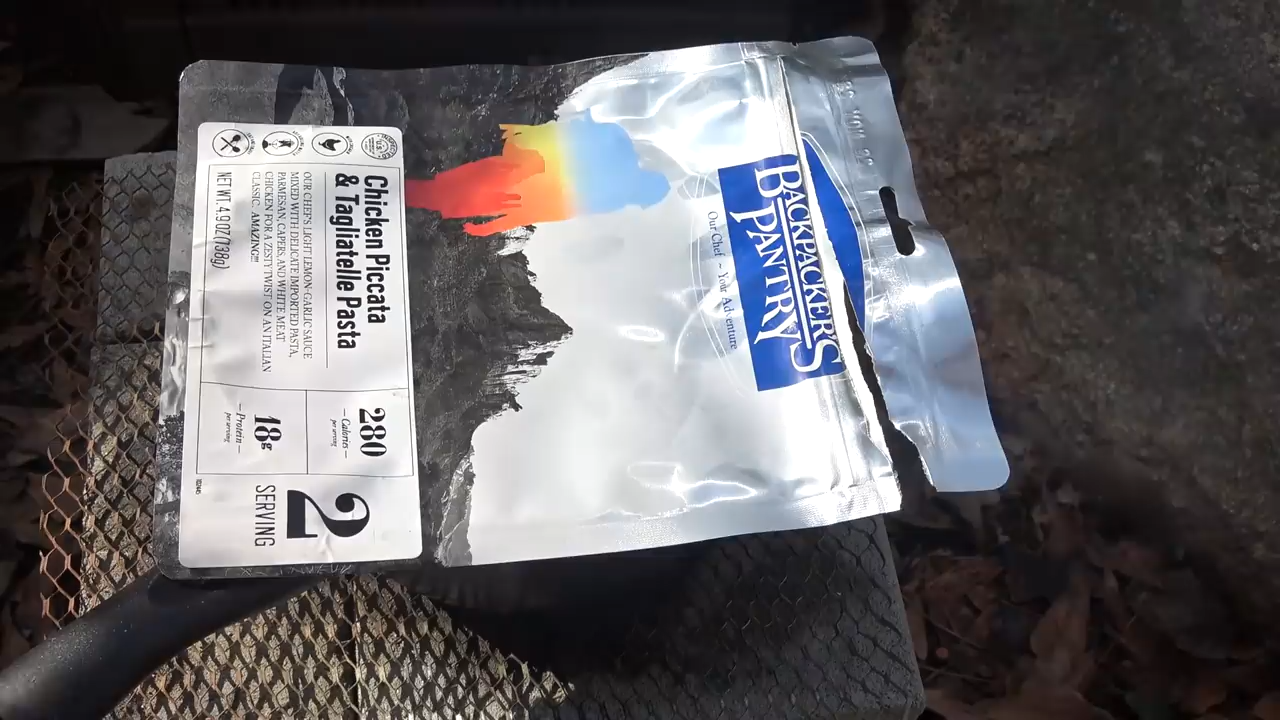 BACKPACKER'S
PANTRY
Our Chef ~ Your Adventure
Chicken Piccata
& Tagliatelle Pasta
OUR CHEF'S LIGHT LEMON-GARLIC SAUCE
MIXED WITH DELICATE IMPORTED PASTA,
PARMESAN, CAPERS, AND WHITE MEAT
CHICKEN FOR A ZESTY TWIST ON AN ITALIAN
CLASSIC. AMAZING!!
NET WT. 4.9 OZ (138g)
280
— Calories —
per serving
18g
— Protein —
per serving
2
SERVING